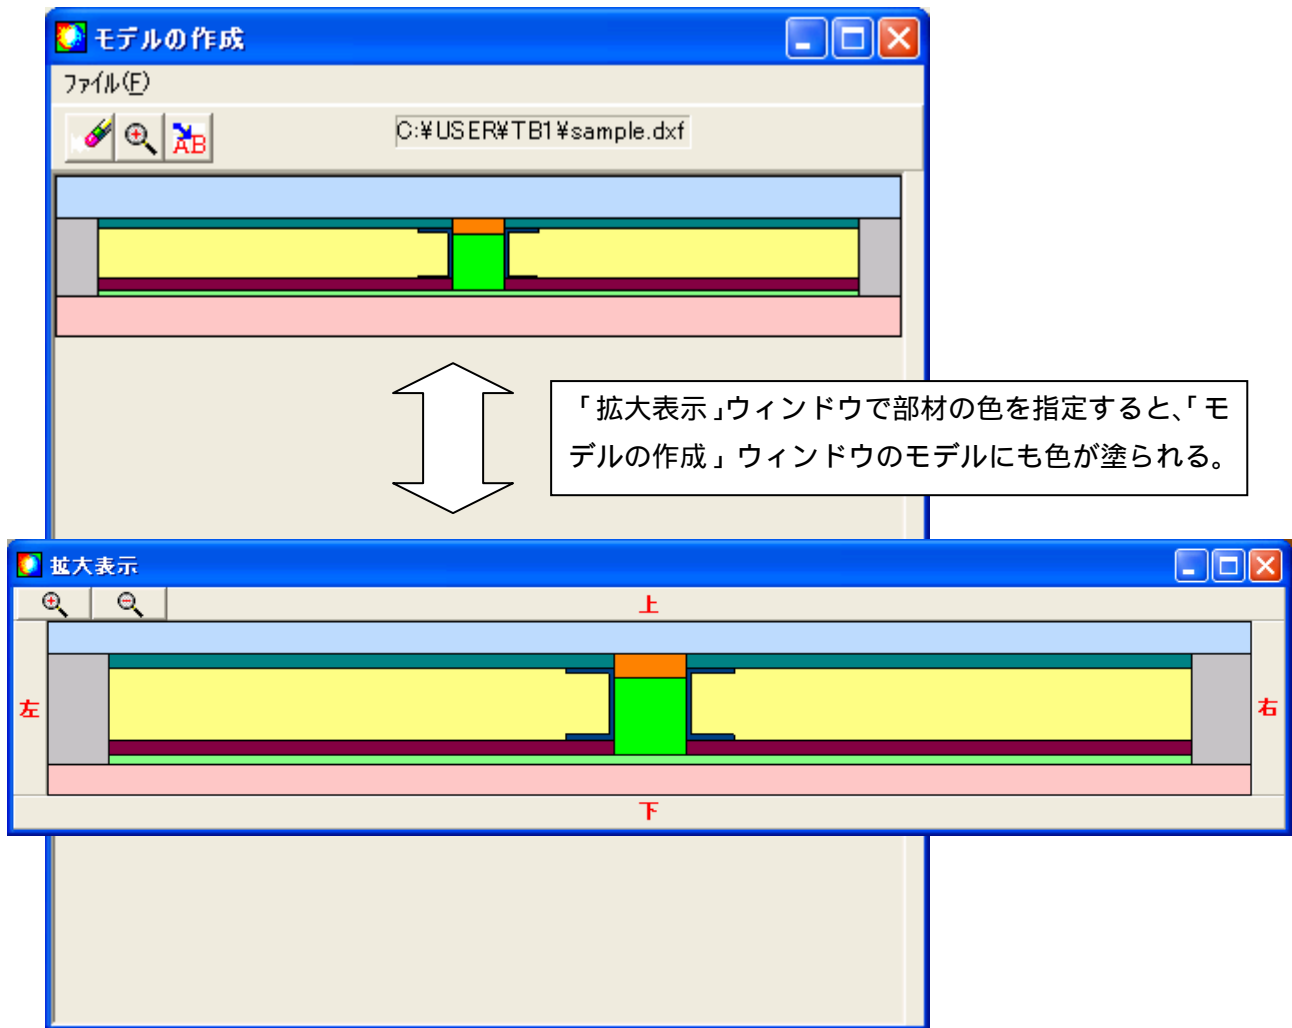 モデルの作成
ファイル(F)
AB
C:¥USER¥TB1¥sample.dxf
「拡大表示」ウィンドウで部材の色を指定すると、「モ
デルの作成」ウィンドウのモデルにも色が塗られる。
拡大表示
上
左
右
下